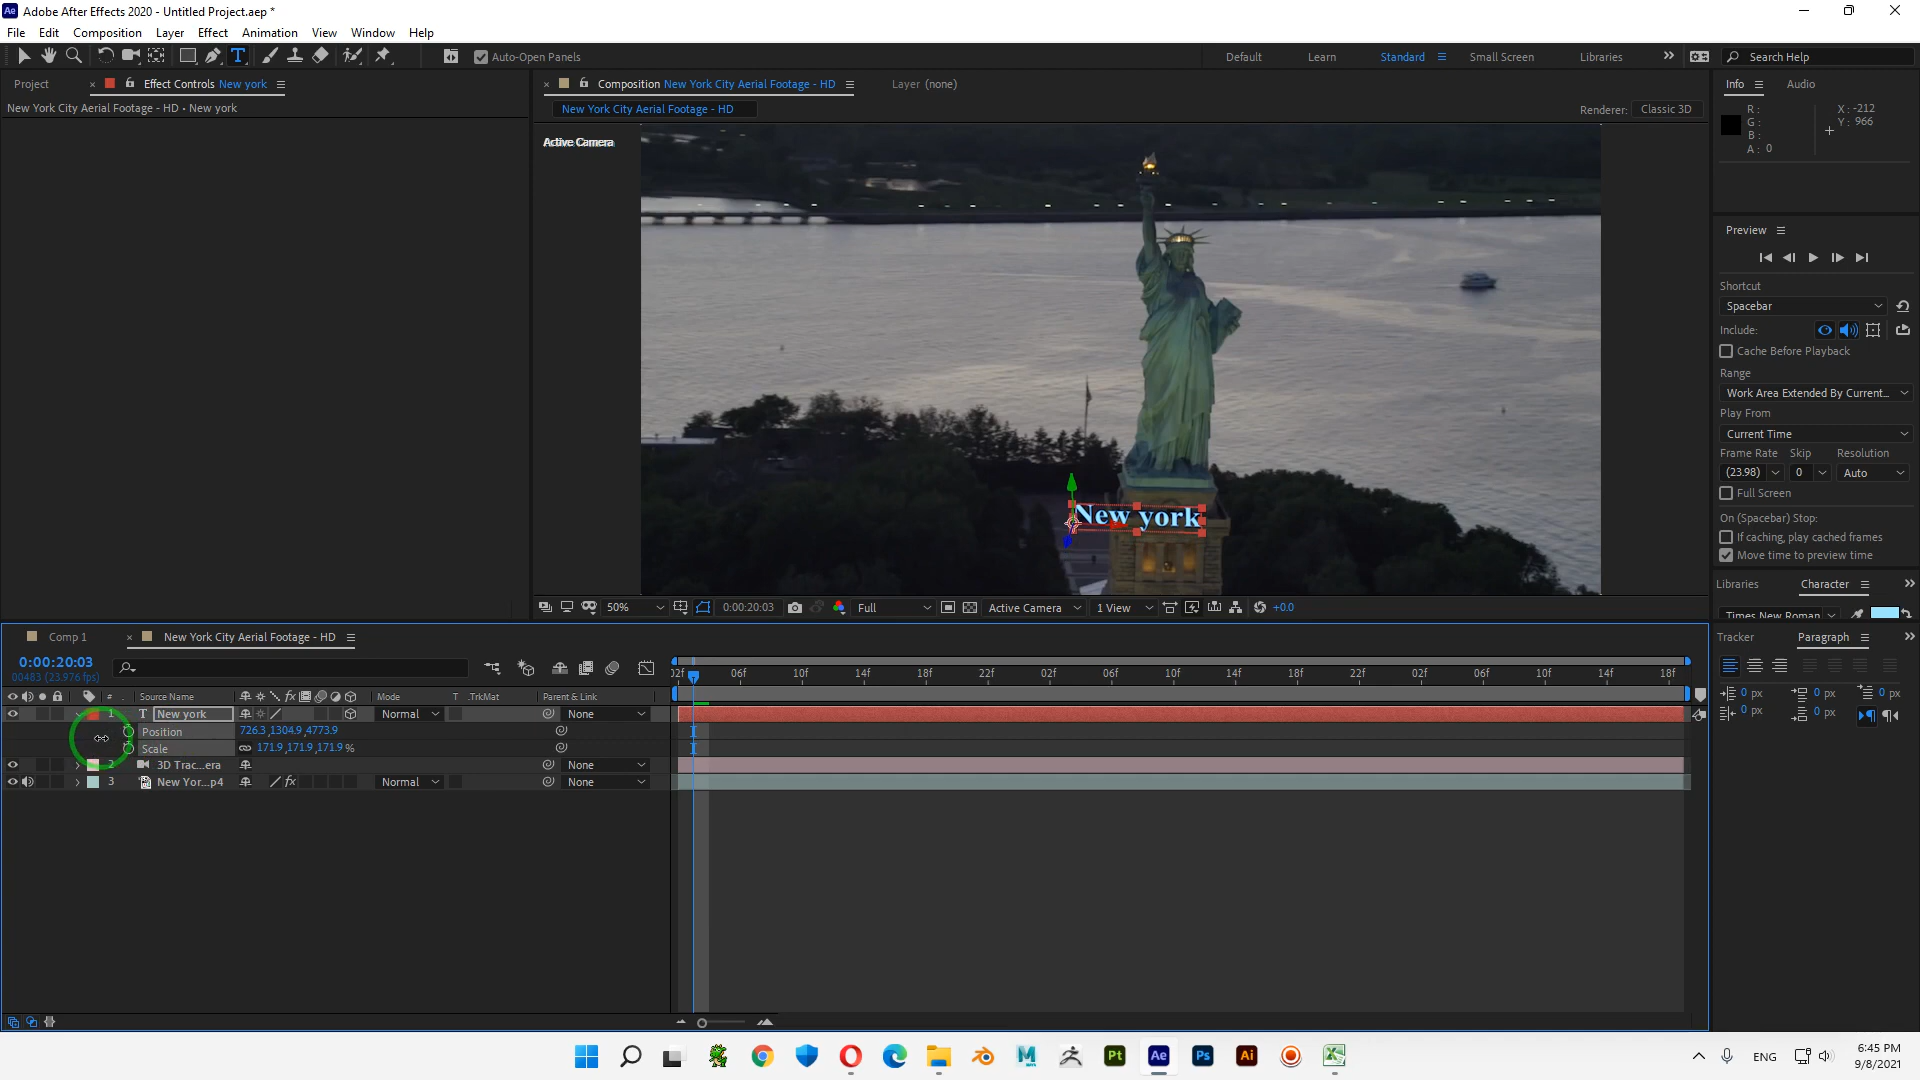 Adobe After Effects 2020 - Untitled Project.aep *
File Edit Composition Layer Effect Animation View Window Help
Auto-Open Panels
Default Learn Standard Small Screen Libraries Search Help
Project Effect Controls New york
New York City Aerial Footage - HD • New york
Composition New York City Aerial Footage - HD Layer (none)
New York City Aerial Footage - HD
Renderer: Classic 3D
Active Camera
New york
50% 0:00:20:03 Full Active Camera 1 View +0.0
Info Audio
R :
G :
B :
A : 0
X : -212
Y : 966
Preview
Shortcut
Spacebar
Include:
Cache Before Playback
Range
Work Area Extended By Current...
Play From
Current Time
Frame Rate Skip Resolution
(23.98) 0 Auto
Full Screen
On (Spacebar) Stop:
If caching, play cached frames
Move time to preview time
Libraries Character
Times New Roman
Tracker Paragraph
0 px 0 px 0 px
0 px 0 px
Comp 1 New York City Aerial Footage - HD
0:00:20:03
00483 (23.976 fps)
# Source Name Mode T .TrkMat Parent & Link
02f 06f 10f 14f 18f 22f 02f 06f 10f 14f 18f 22f 02f 06f 10f 14f 18f
1 T New york Normal None
Position 726.3 ,1304.9 ,4773.9
Scale 171.9 ,171.9 ,171.9 %
2 3D Trac...era None
3 New Yor...p4 Normal None
ENG
6:45 PM
9/8/2021